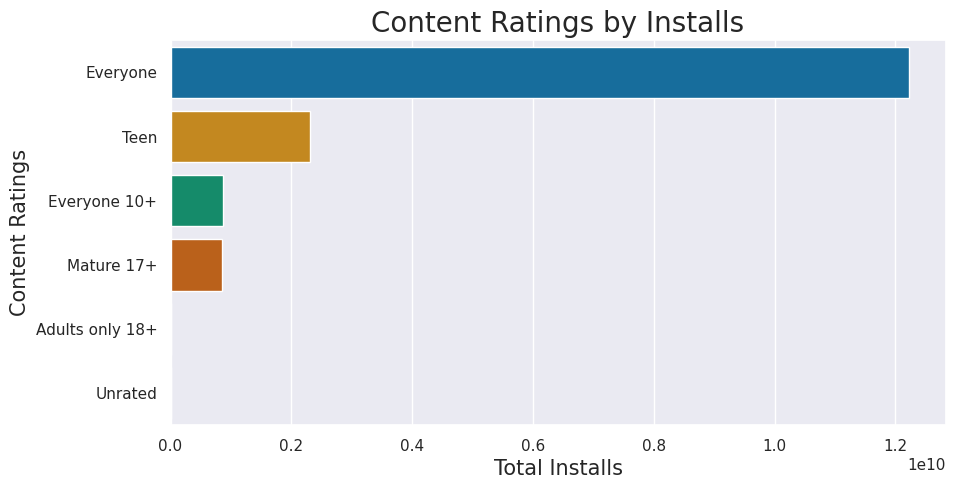 Content Ratings by Installs
Content Ratings
Everyone
Teen
Everyone 10+
Mature 17+
Adults only 18+
Unrated
0.0 0.2 0.4 0.6 0.8 1.0 1.2
1e10
Total Installs